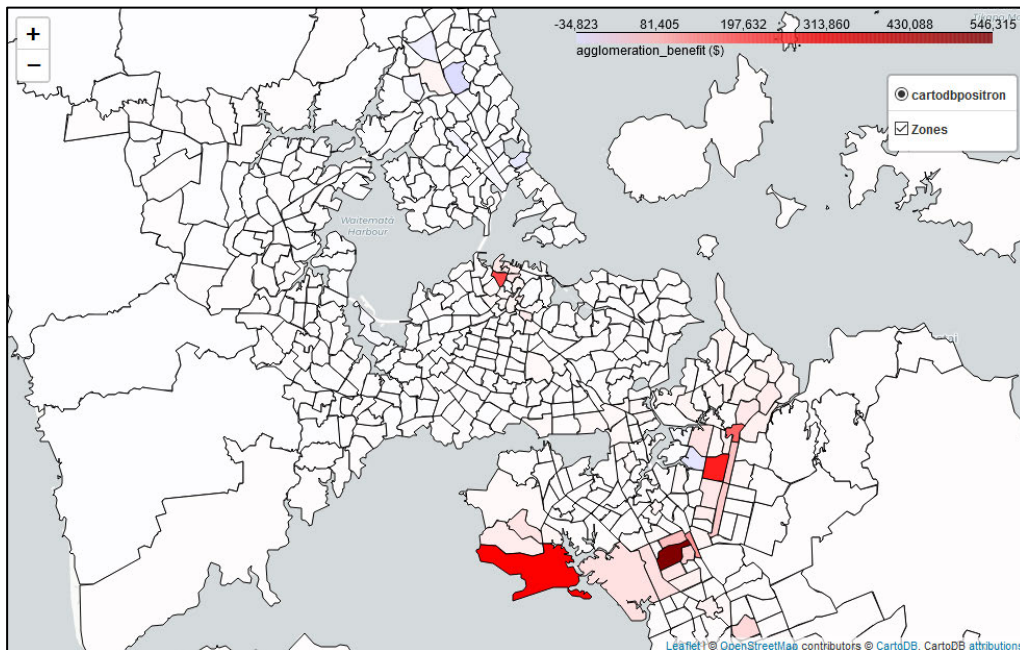 +
−
-34,823 81,405 197,632 313,860 430,088 546,315
agglomeration_benefit ($)
cartodbpositron
Zones
Waitematā
Harbour
Leaflet | © OpenStreetMap contributors © CartoDB, CartoDB attributions